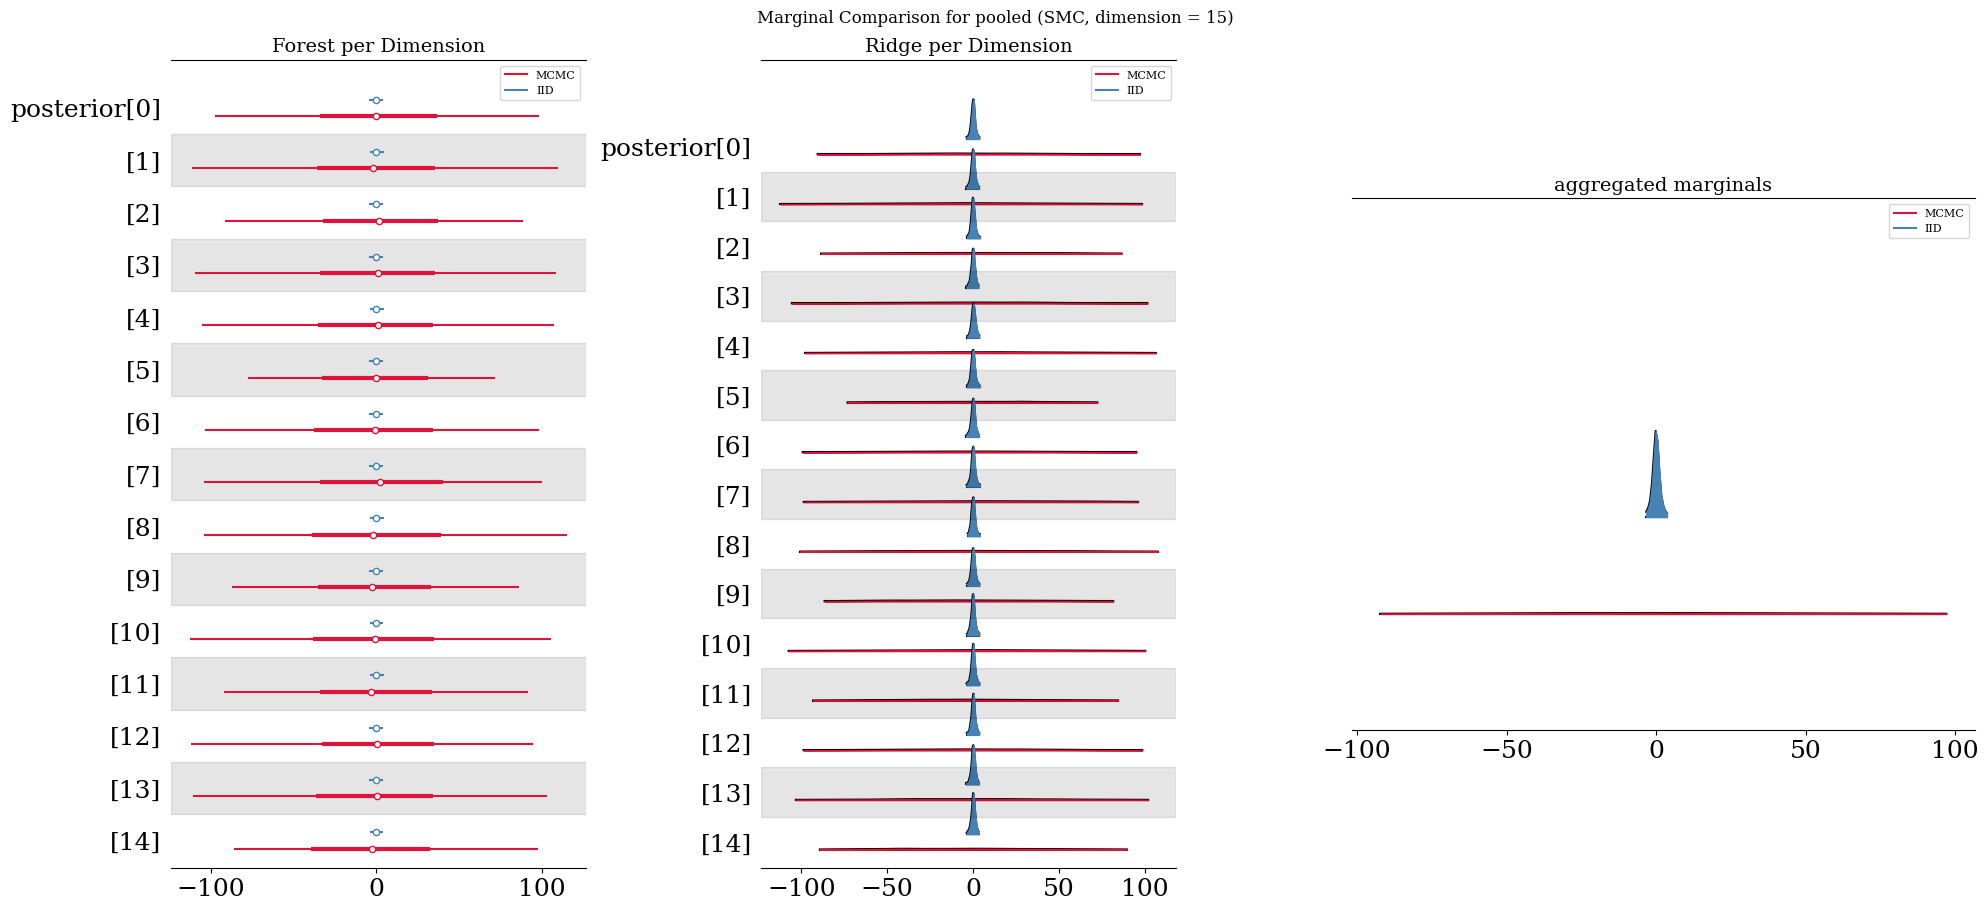 Marginal Comparison for pooled (SMC, dimension = 15)
Forest per Dimension
MCMC
IID
posterior[0]
[1]
[2]
[3]
[4]
[5]
[6]
[7]
[8]
[9]
[10]
[11]
[12]
[13]
[14]
−100 0 100
Ridge per Dimension
MCMC
IID
posterior[0]
[1]
[2]
[3]
[4]
[5]
[6]
[7]
[8]
[9]
[10]
[11]
[12]
[13]
[14]
−100 −50 0 50 100
aggregated marginals
MCMC
IID
−100 −50 0 50 100